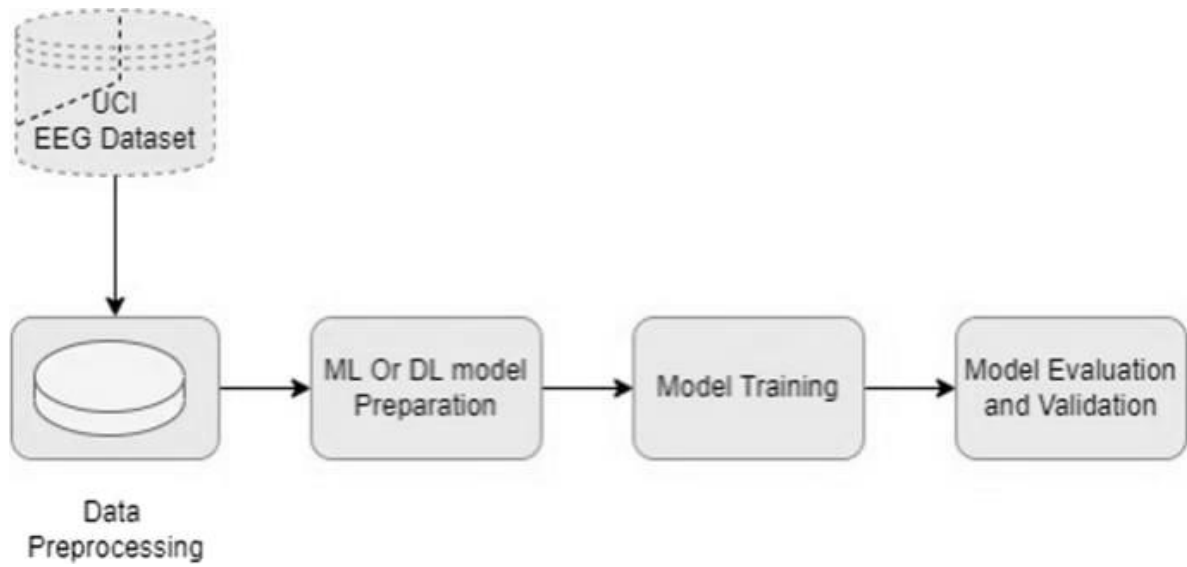 UCI
EEG Dataset
ML Or DL model
Preparation
Model Training
Model Evaluation
and Validation
Data
Preprocessing